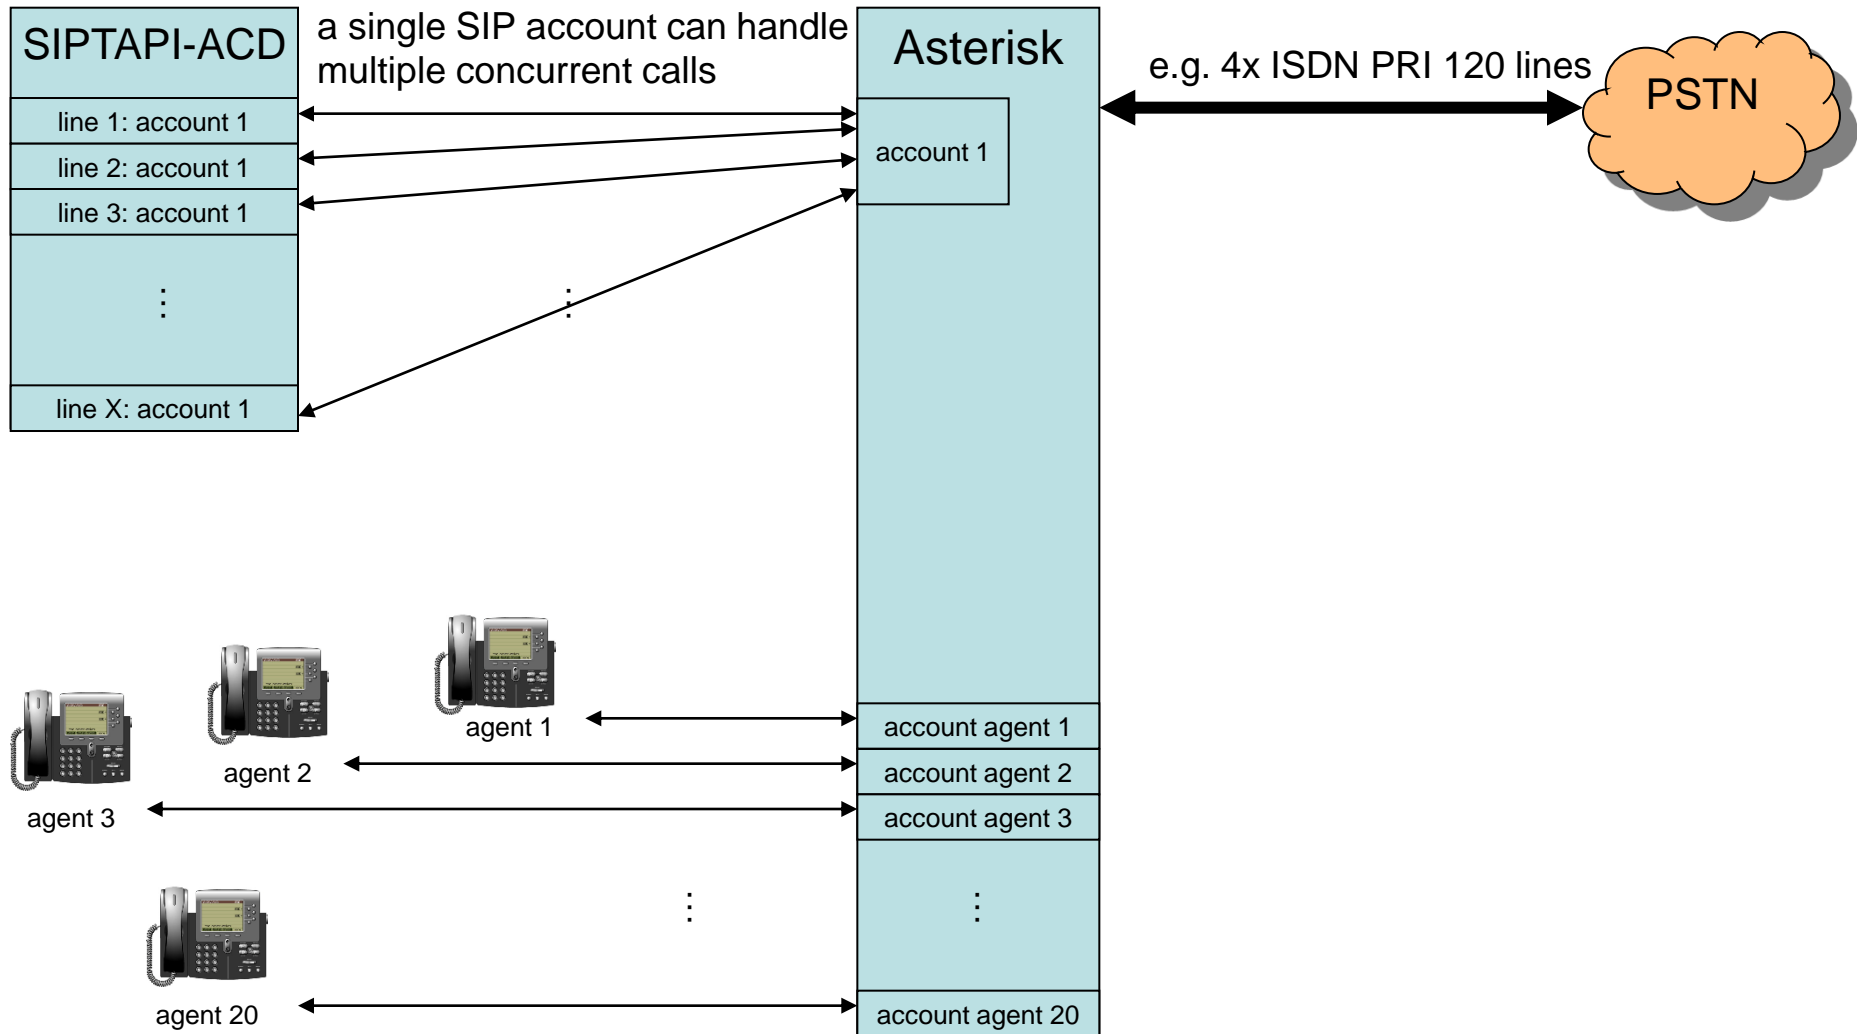 SIPTAPI-ACD
a single SIP account can handle
multiple concurrent calls
Asterisk
e.g. 4x ISDN PRI 120 lines
PSTN
line 1: account 1
line 2: account 1
line 3: account 1
⋮
line X: account 1
⋮
account 1
agent 1
agent 2
agent 3
⋮
agent 20
account agent 1
account agent 2
account agent 3
⋮
account agent 20